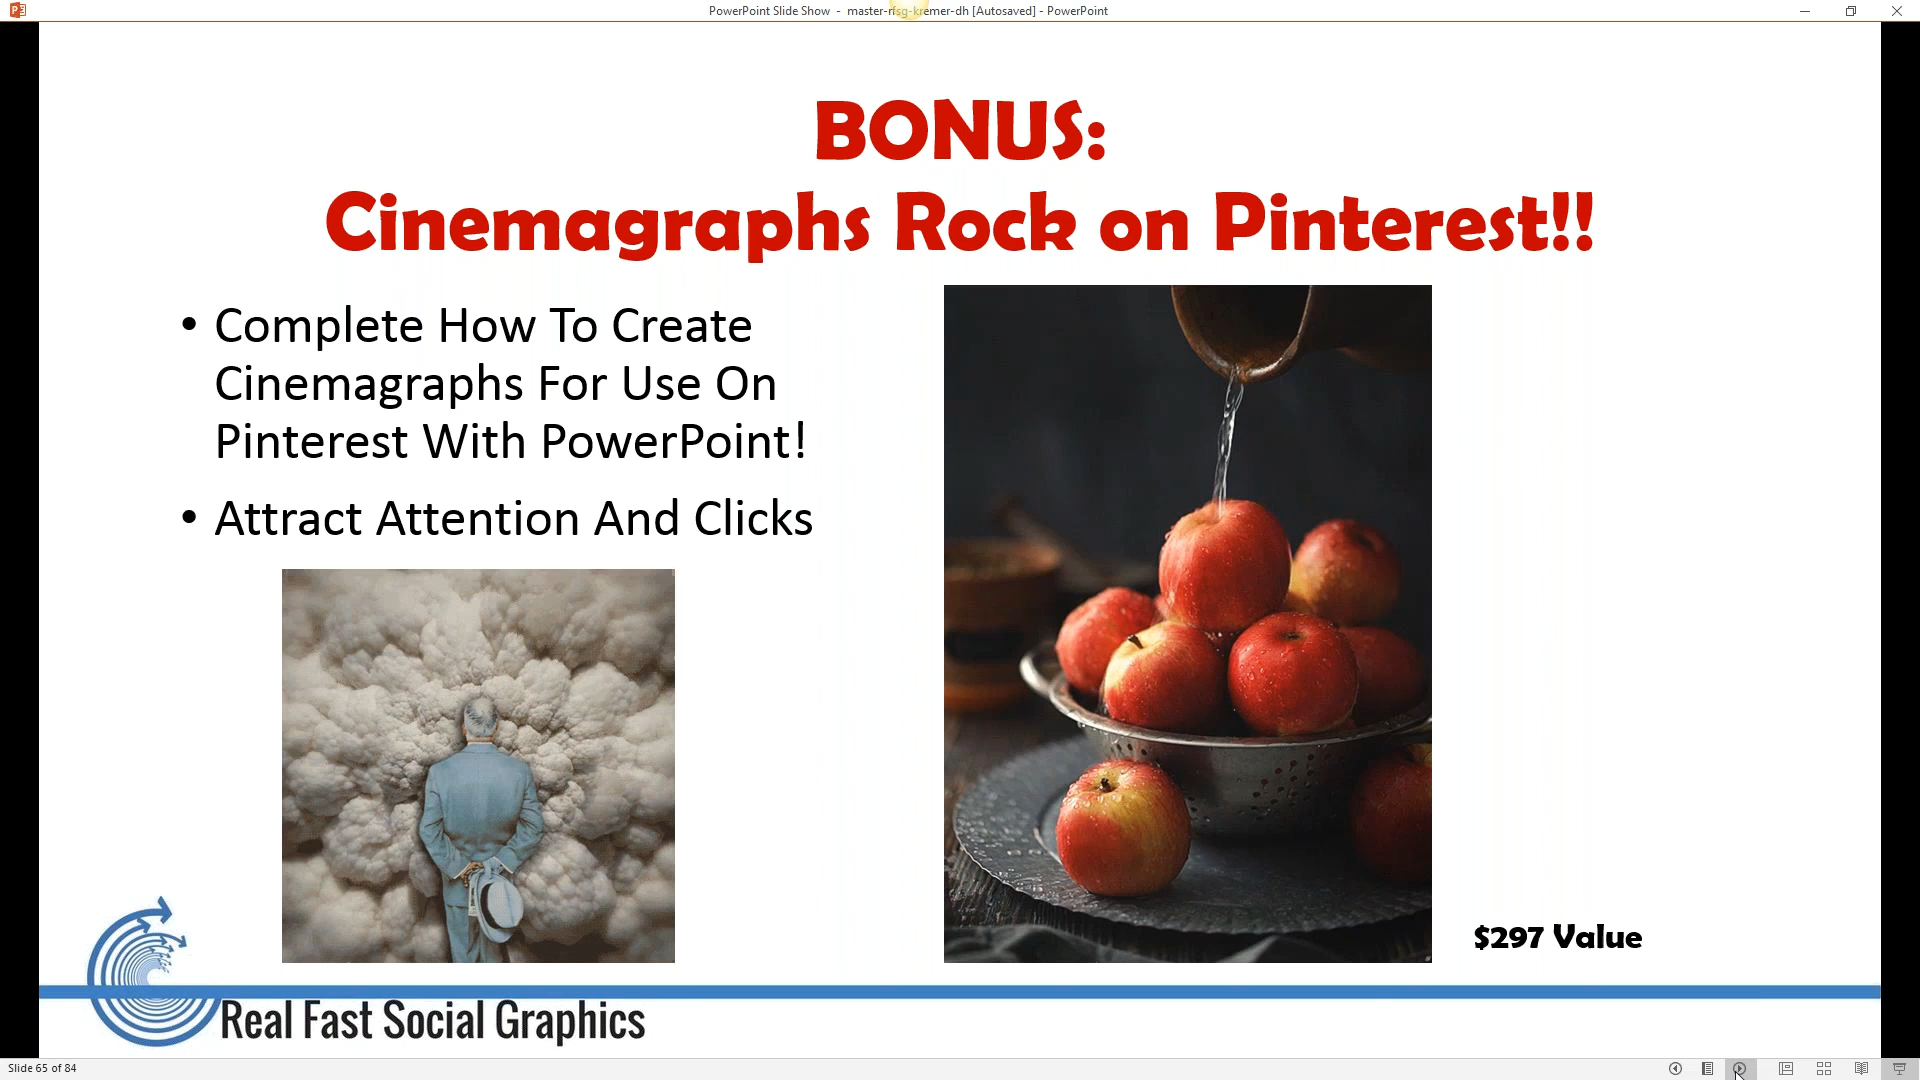 PowerPoint Slide Show - master-rfsg-kremer-dh [Autosaved] - PowerPoint
BONUS:
Cinemagraphs Rock on Pinterest!!
• Complete How To Create
Cinemagraphs For Use On
Pinterest With PowerPoint!
• Attract Attention And Clicks
$297 Value
Real Fast Social Graphics
Slide 65 of 84